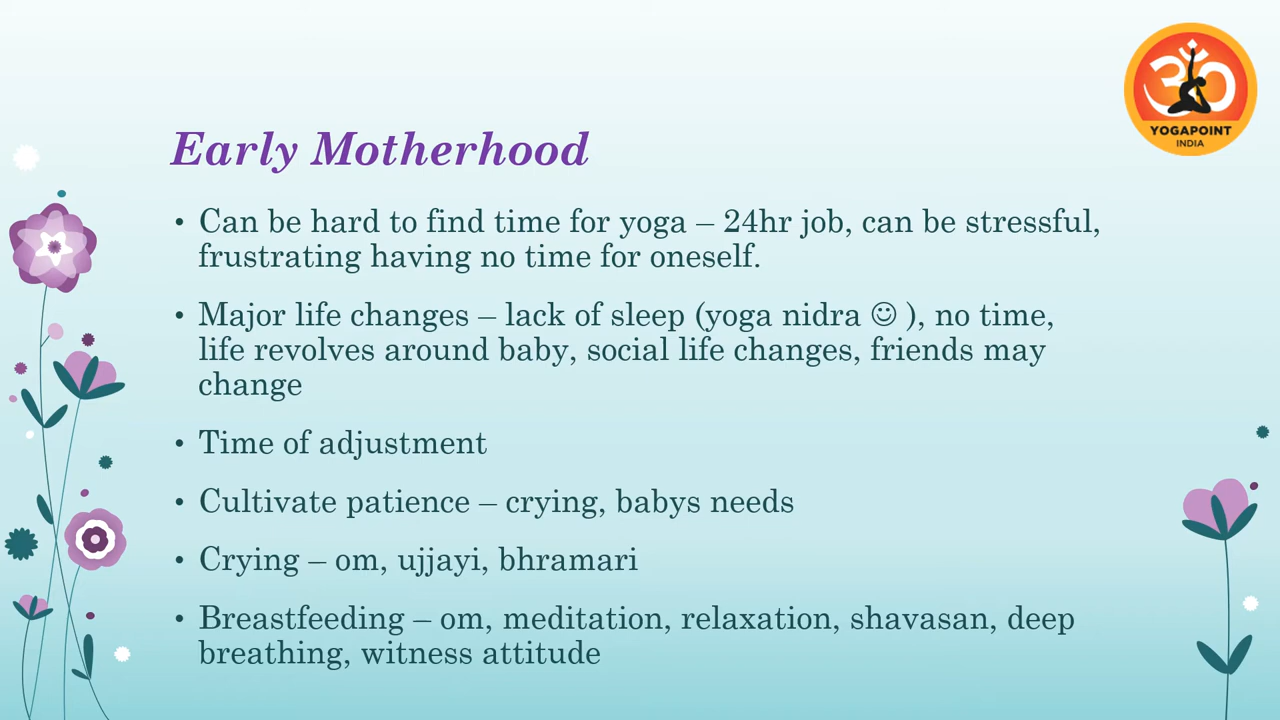 ॐ
YOGAPOINT
INDIA
Early Motherhood
• Can be hard to find time for yoga – 24hr job, can be stressful,
frustrating having no time for oneself.
• Major life changes – lack of sleep (yoga nidra ☺ ), no time,
life revolves around baby, social life changes, friends may
change
• Time of adjustment
• Cultivate patience – crying, babys needs
• Crying – om, ujjayi, bhramari
• Breastfeeding – om, meditation, relaxation, shavasan, deep
breathing, witness attitude